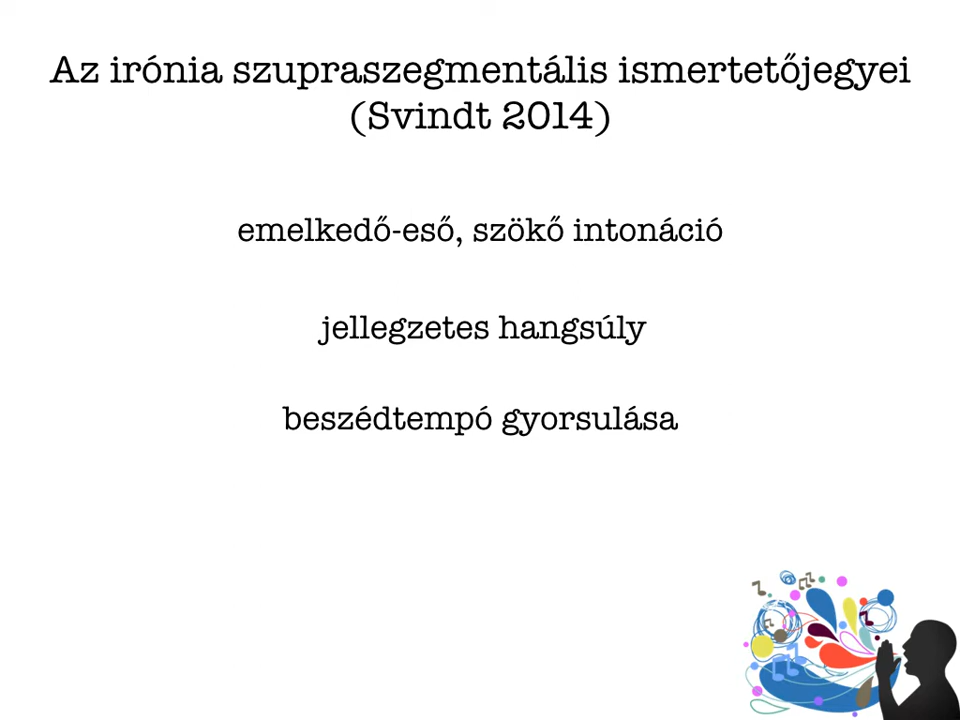 Az irónia szupraszegmentális ismertetőjegyei
(Svindt 2014)
emelkedő-eső, szökő intonáció
jellegzetes hangsúly
beszédtempó gyorsulása